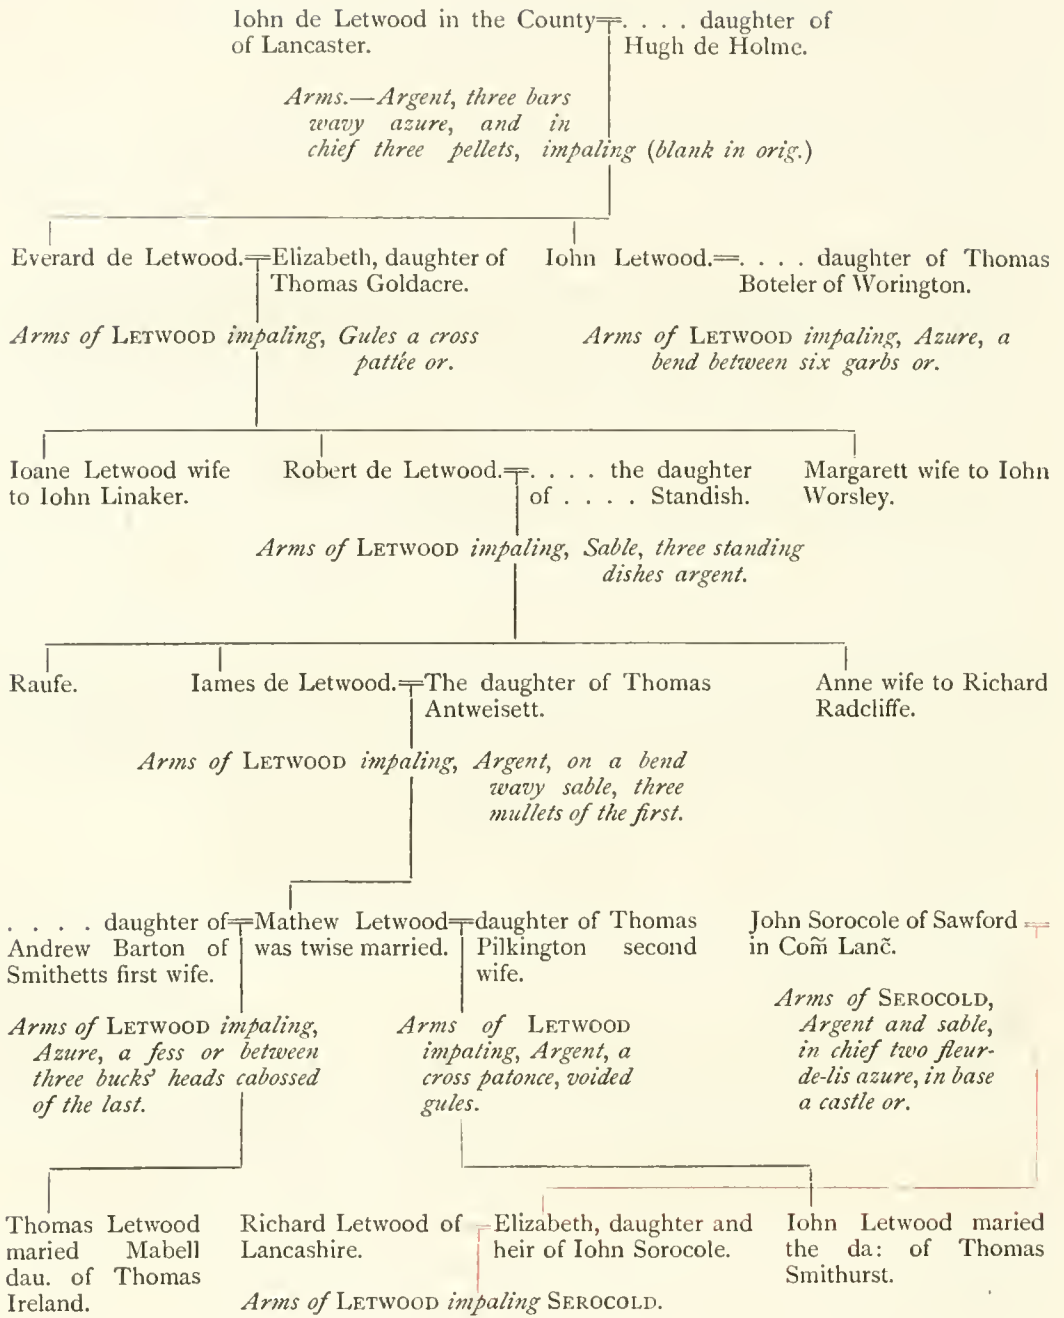 Iohn de Letwood in the County=. . . . daughter of
of Lancaster. Hugh de Holme.
Arms.—Argent, three bars
wavy azure, and in
chief three pellets, impaling (blank in orig.)
Everard de Letwood.=Elizabeth, daughter of
Thomas Goldacre.
Iohn Letwood.=. . . . daughter of Thomas
Boteler of Worington.
Arms of LETWOOD impaling, Gules a cross
pattée or.
Arms of LETWOOD impaling, Azure, a
bend between six garbs or.
Ioane Letwood wife
to Iohn Linaker.
Robert de Letwood.=. . . . the daughter
of . . . . Standish.
Margarett wife to Iohn
Worsley.
Arms of LETWOOD impaling, Sable, three standing
dishes argent.
Raufe.
Iames de Letwood.=The daughter of Thomas
Antweisett.
Anne wife to Richard
Radcliffe.
Arms of LETWOOD impaling, Argent, on a bend
wavy sable, three
mullets of the first.
. . . . daughter of=
Andrew Barton of
Smithetts first wife.
Mathew Letwood=
was twise married.
daughter of Thomas
Pilkington second
wife.
John Sorocole of Sawford=
in Com̃ Lanc̃.
Arms of LETWOOD impaling,
Azure, a fess or between
three bucks' heads cabossed
of the last.
Arms of LETWOOD
impaling, Argent, a
cross patonce, voided
gules.
Arms of SEROCOLD,
Argent and sable,
in chief two fleur-
de-lis azure, in base
a castle or.
Thomas Letwood
maried Mabell
dau. of Thomas
Ireland.
Richard Letwood of
Lancashire.
Elizabeth, daughter and
heir of Iohn Sorocole.
Iohn Letwood maried
the da: of Thomas
Smithurst.
Arms of LETWOOD impaling SEROCOLD.